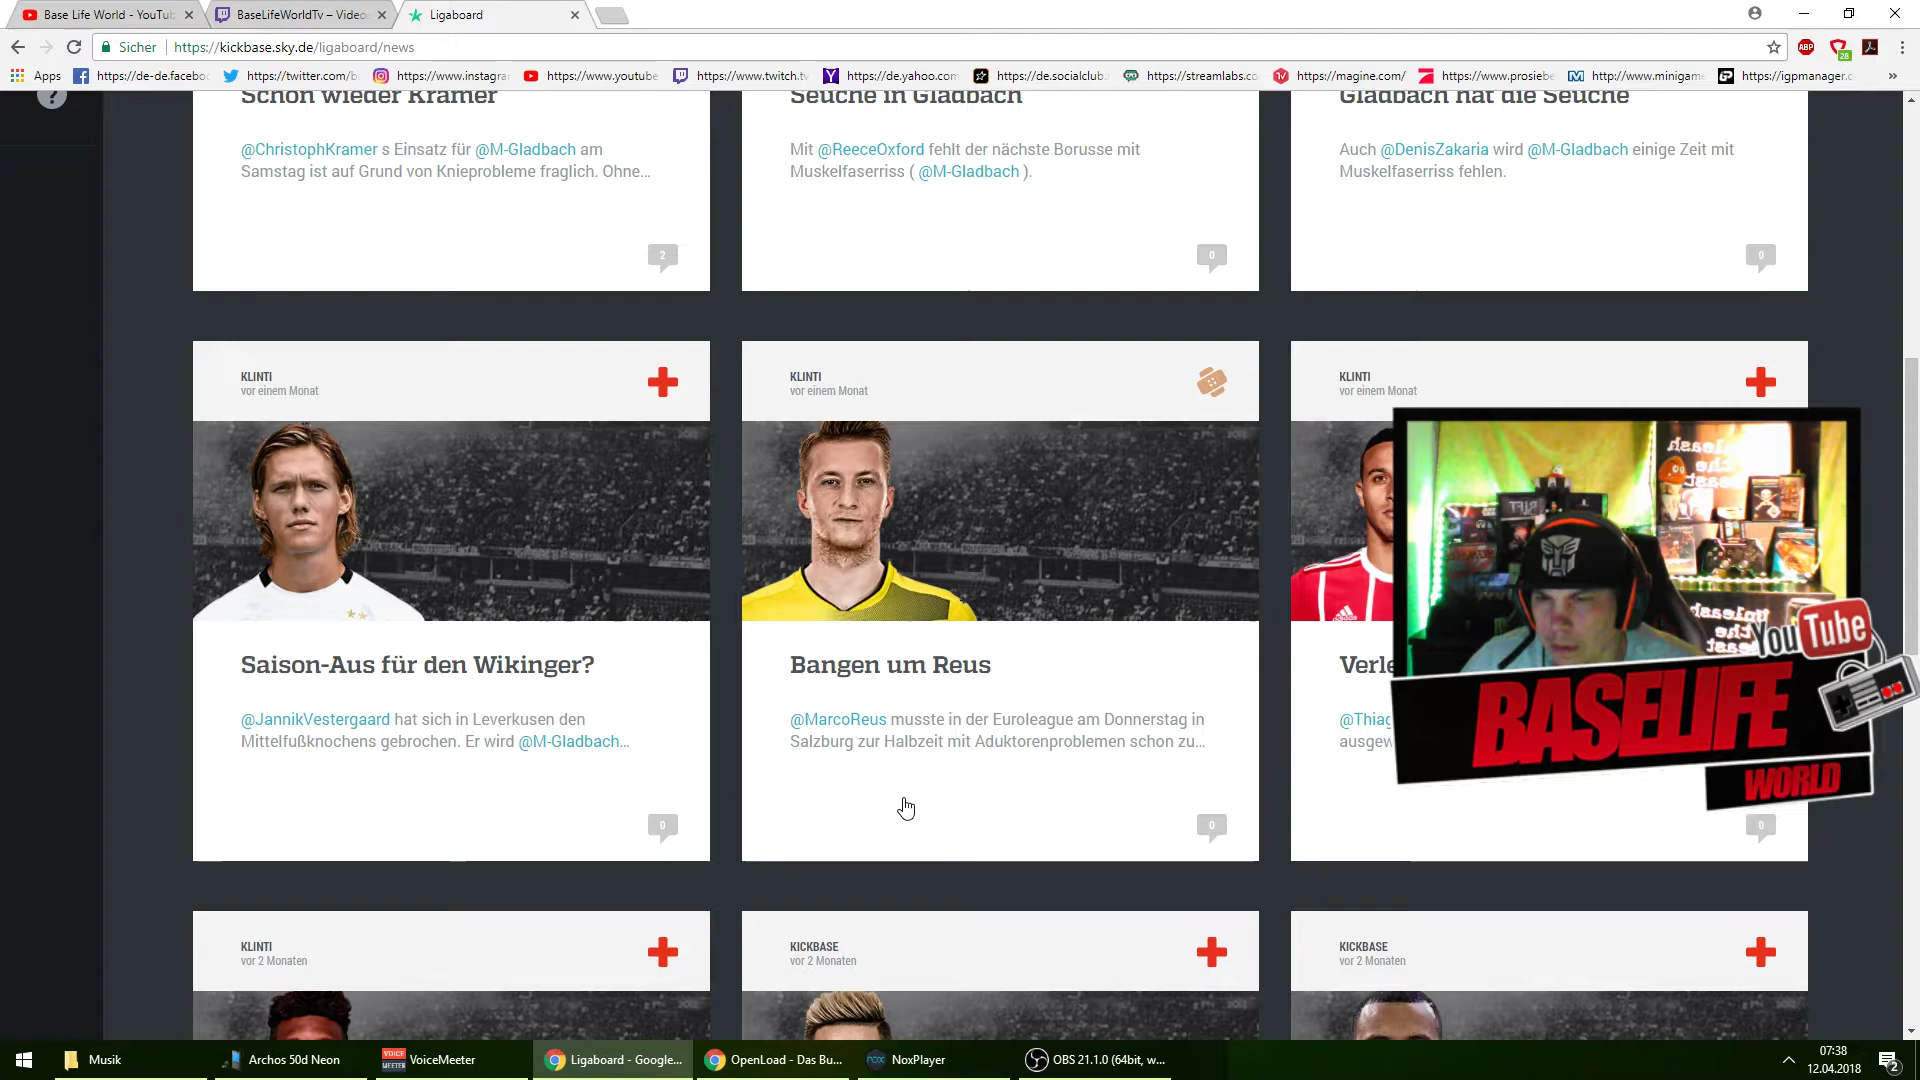 Base Life World - YouTub
BaseLifeWorldTv – Video
Ligaboard
Sicher
https://kickbase.sky.de/ligaboard/news
ABP
28
Apps
https://de-de.facebo
https://twitter.com/b
https://www.instagra
https://www.youtube
https://www.twitch.tv
https://de.yahoo.com
https://de.socialclub.
https://streamlabs.co
https://magine.com/
https://www.prosiebe
http://www.minigam
https://igpmanager.c
»
?
Schon wieder Kramer
Seuche in Gladbach
Gladbach hat die Seuche
@ChristophKramer s Einsatz für @M-Gladbach am
Samstag ist auf Grund von Knieprobleme fraglich. Ohne...
Mit @ReeceOxford fehlt der nächste Borusse mit
Muskelfaserriss ( @M-Gladbach ).
Auch @DenisZakaria wird @M-Gladbach einige Zeit mit
Muskelfaserriss fehlen.
2
0
0
KLINTI
vor einem Monat
KLINTI
vor einem Monat
KLINTI
vor einem Monat
Saison-Aus für den Wikinger?
Bangen um Reus
Verle
@JannikVestergaard hat sich in Leverkusen den
Mittelfußknochens gebrochen. Er wird @M-Gladbach...
@MarcoReus musste in der Euroleague am Donnerstag in
Salzburg zur Halbzeit mit Aduktorenproblemen schon zu...
@Thiag
ausgew
YouTube
BASELIFE
WORLD
0
0
0
KLINTI
vor 2 Monaten
KICKBASE
vor 2 Monaten
KICKBASE
vor 2 Monaten
Musik
Archos 50d Neon
VOICE
MEETER
VoiceMeeter
Ligaboard - Google...
OpenLoad - Das Bu...
nox
NoxPlayer
OBS 21.1.0 (64bit, w...
07:38
12.04.2018
2